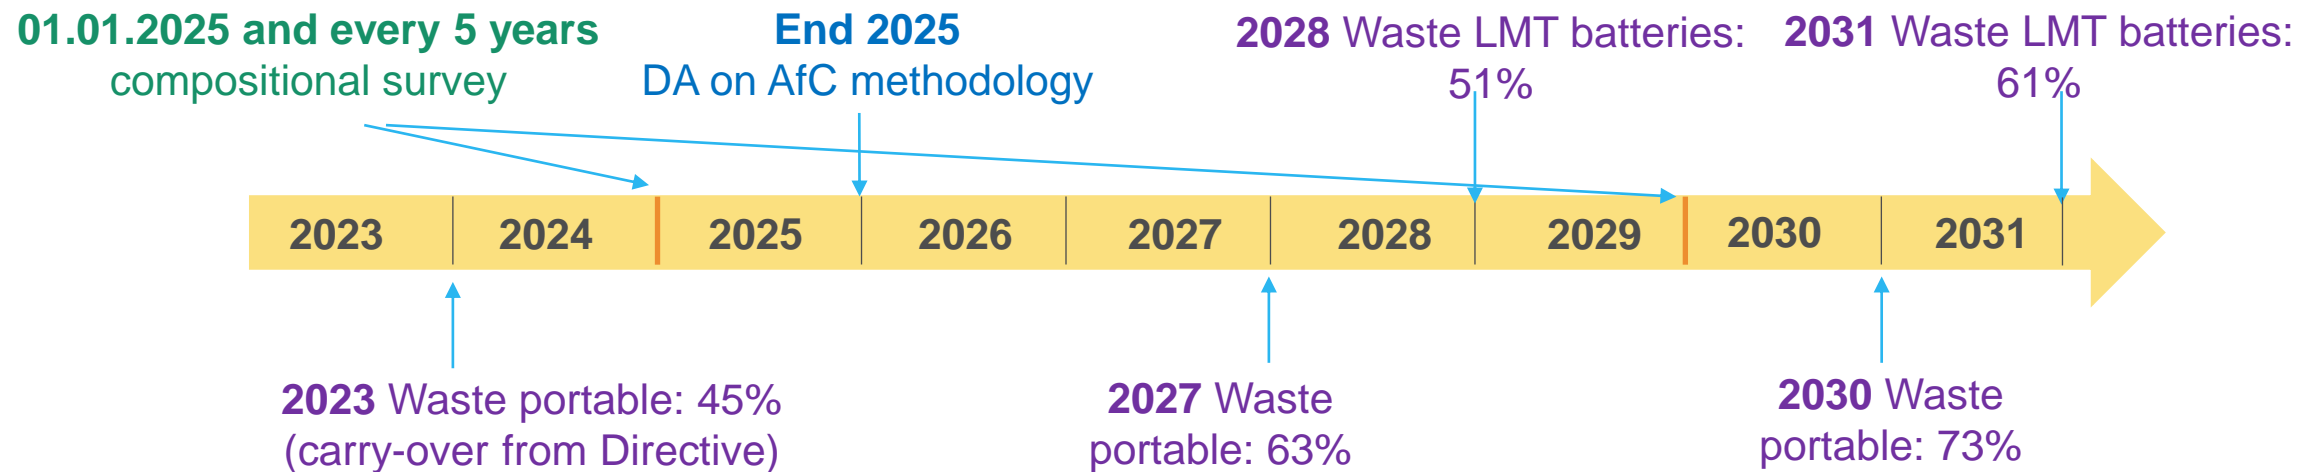 01.01.2025 and every 5 years
compositional survey
End 2025
DA on AfC methodology
2028 Waste LMT batteries:
51%
2031 Waste LMT batteries:
61%
2023
2024
2025
2026
2027
2028
2029
2030
2031
2023 Waste portable: 45%
(carry-over from Directive)
2027 Waste
portable: 63%
2030 Waste
portable: 73%